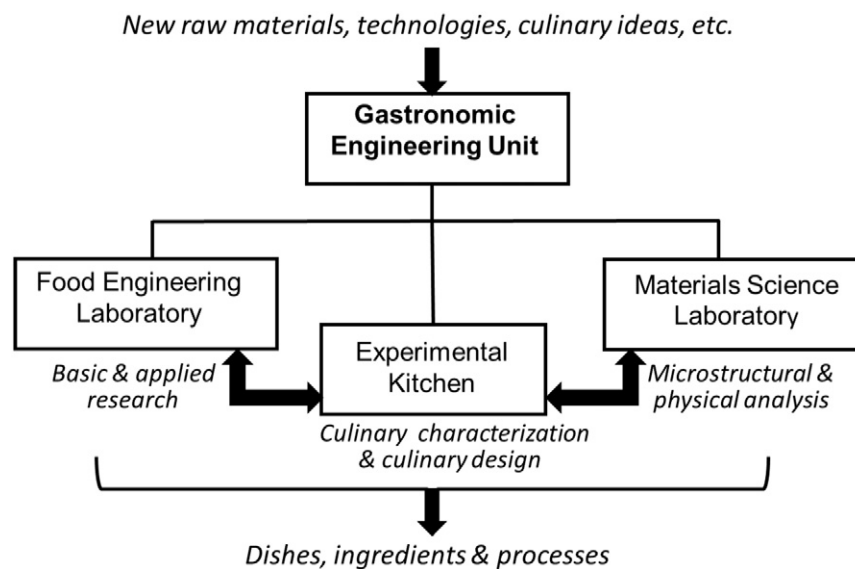 New raw materials, technologies, culinary ideas, etc.
Gastronomic
Engineering Unit
Food Engineering
Laboratory
Materials Science
Laboratory
Experimental
Kitchen
Basic & applied
research
Microstructural &
physical analysis
Culinary characterization
& culinary design
Dishes, ingredients & processes